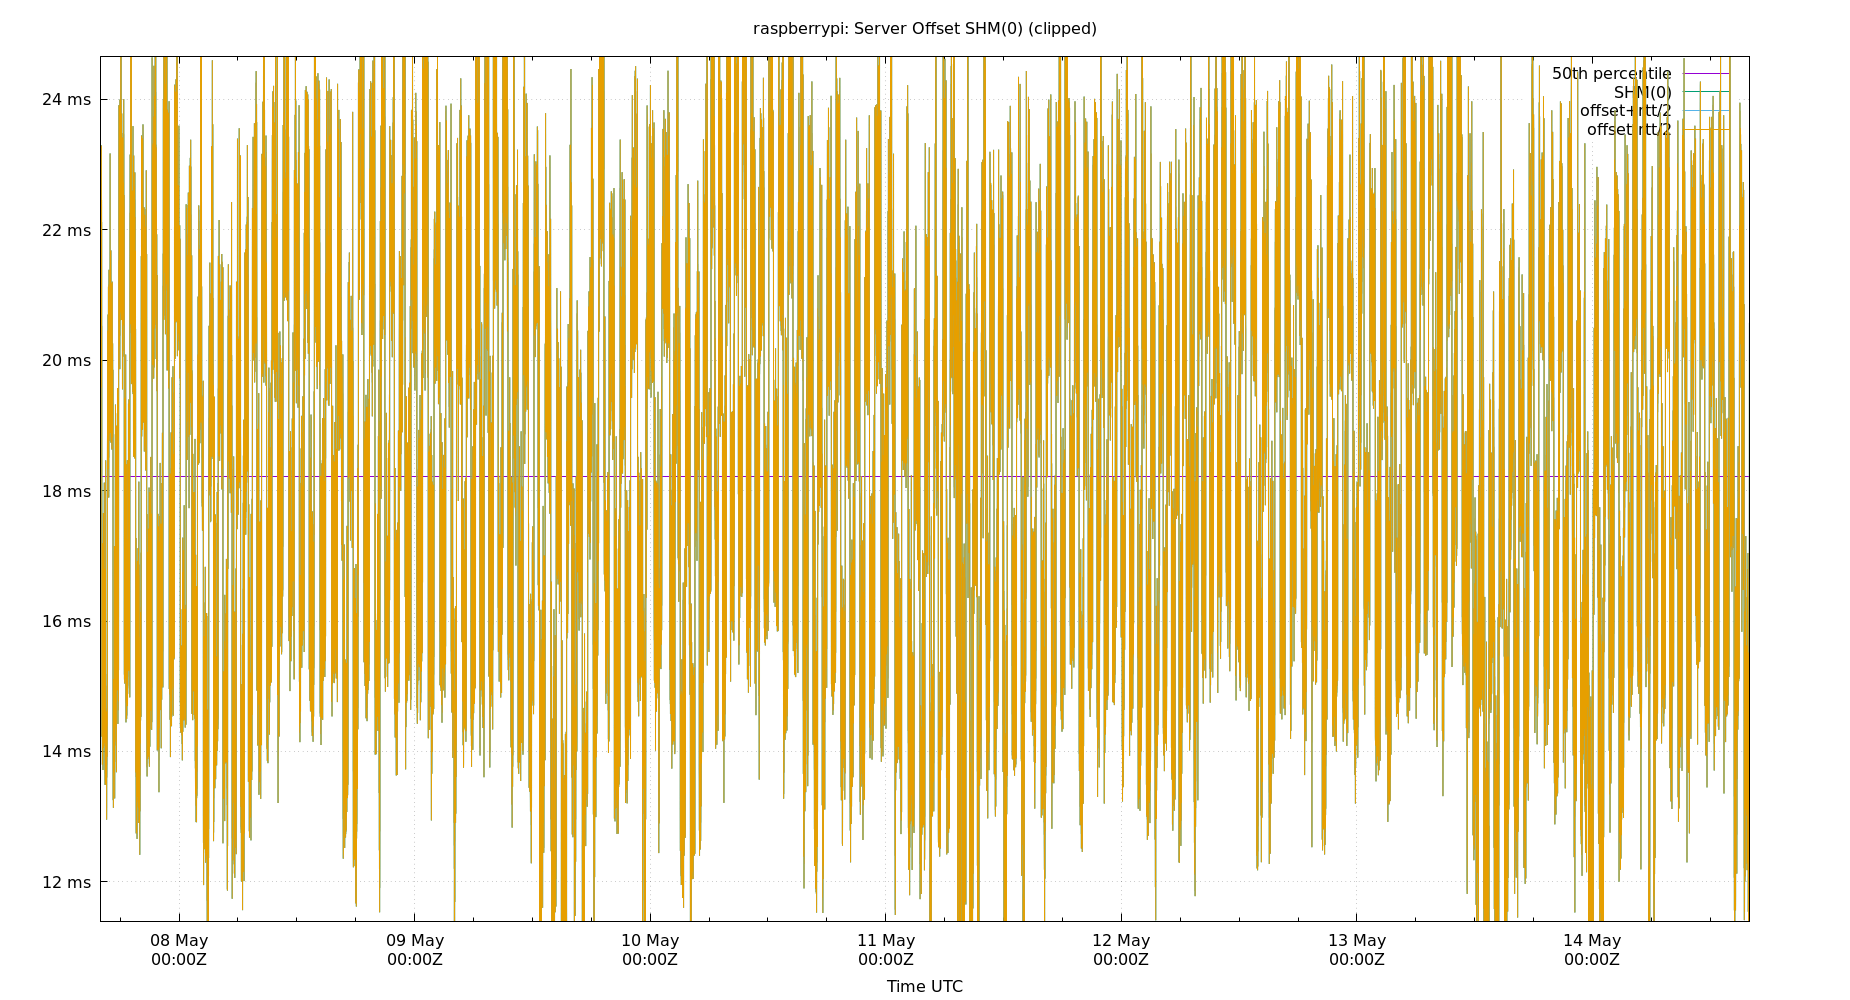 raspberrypi: Server Offset SHM(0) (clipped)
50th percentile
SHM(0)
offset+rtt/2
offset-rtt/2
24 ms
22 ms
20 ms
18 ms
16 ms
14 ms
12 ms
08 May 09 May 10 May 11 May 12 May 13 May 14 May
00:00Z 00:00Z 00:00Z 00:00Z 00:00Z 00:00Z 00:00Z
Time UTC